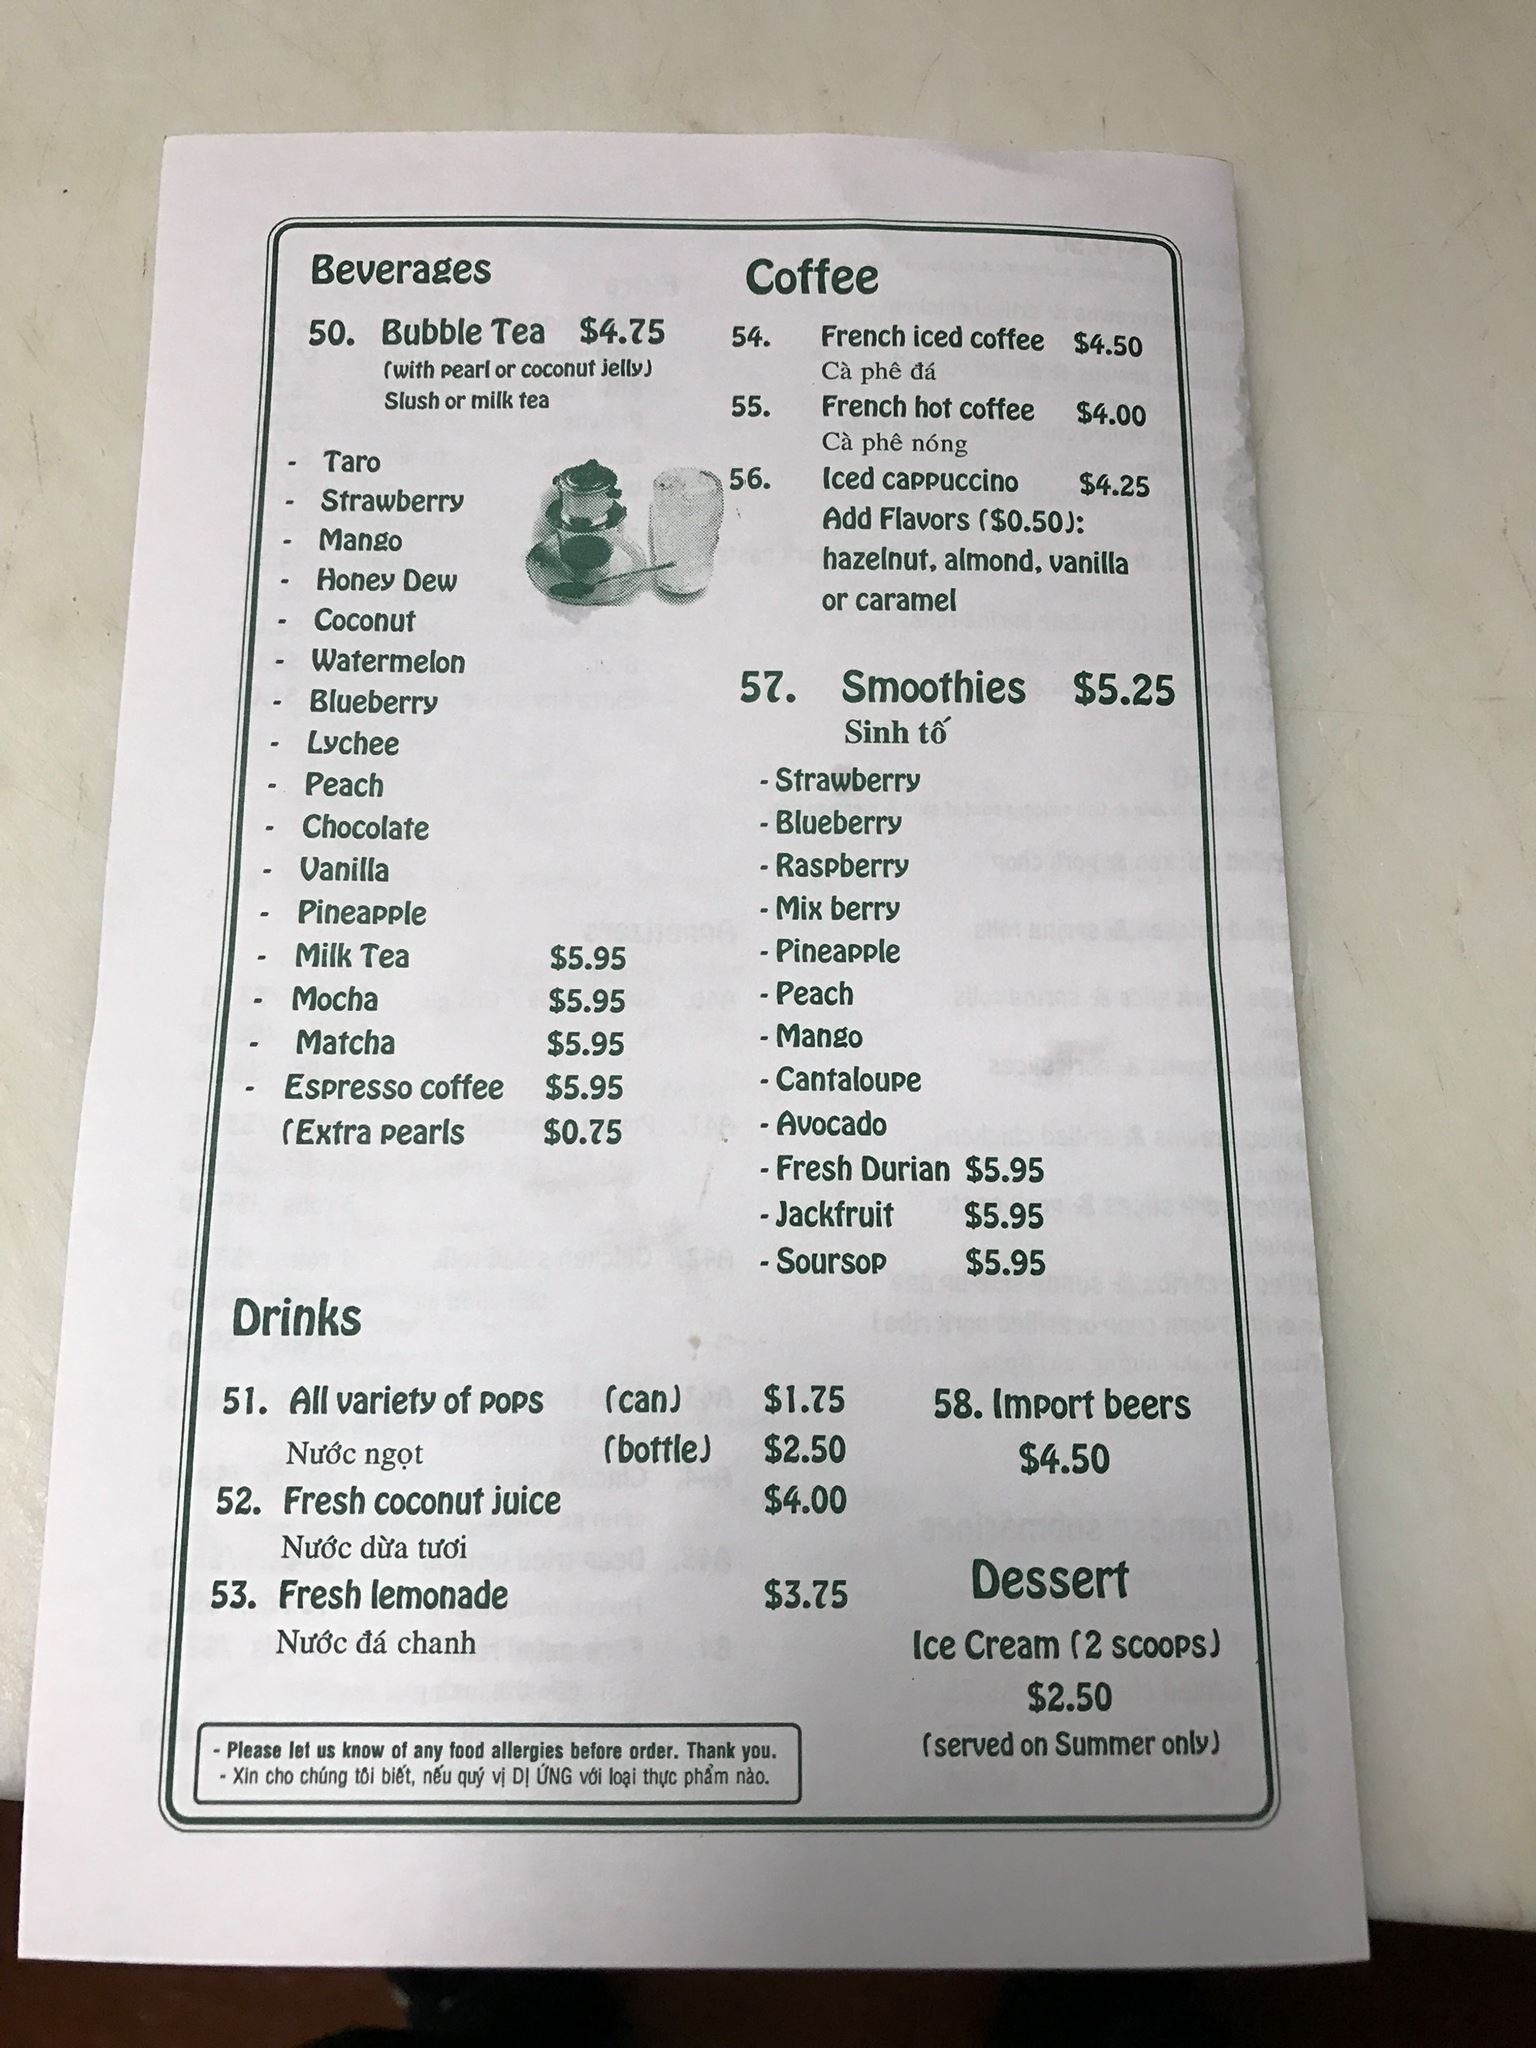 Beverages
50. Bubble Tea $4.75
(with pearl or coconut jelly)
Slush or milk tea
- Taro
- Strawberry
- Mango
- Honey Dew
- Coconut
- Watermelon
- Blueberry
- Lychee
- Peach
- Chocolate
- Vanilla
- Pineapple
- Milk Tea $5.95
- Mocha $5.95
- Matcha $5.95
- Espresso coffee $5.95
(Extra pearls $0.75
Coffee
54. French iced coffee $4.50
Cà phê đá
55. French hot coffee $4.00
Cà phê nóng
56. Iced cappuccino $4.25
Add Flavors ($0.50):
hazelnut, almond, vanilla
or caramel
57. Smoothies $5.25
Sinh tố
- Strawberry
- Blueberry
- Raspberry
- Mix berry
- Pineapple
- Peach
- Mango
- Cantaloupe
- Avocado
- Fresh Durian $5.95
- Jackfruit $5.95
- Soursop $5.95
Drinks
51. All variety of pops (can) $1.75
Nước ngọt (bottle) $2.50
52. Fresh coconut juice $4.00
Nước dừa tươi
53. Fresh lemonade $3.75
Nước đá chanh
58. Import beers
$4.50
Dessert
Ice Cream (2 scoops)
$2.50
(served on Summer only)
- Please let us know of any food allergies before order. Thank you.
- Xin cho chúng tôi biết, nếu quý vị DỊ ỨNG với loại thực phẩm nào.